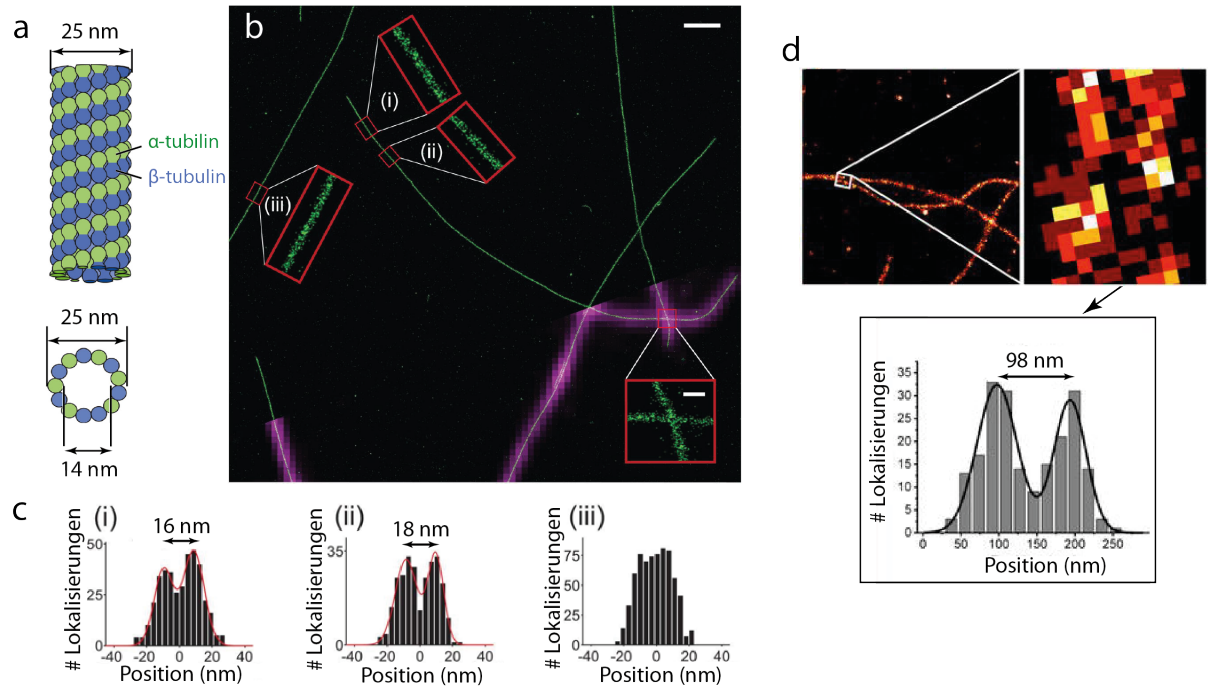 a
25 nm
α-tubilin
β-tubulin
25 nm
14 nm
b
(i)
(ii)
(iii)
c
(i)
16 nm
# Lokalisierungen
50
25
0
-40 -20 0 20 40
Position (nm)
(ii)
18 nm
# Lokalisierungen
35
0
-40 -20 0 20 40
Position (nm)
(iii)
# Lokalisierungen
75
50
25
0
-40 -20 0 20 40
Position (nm)
d
98 nm
# Lokalisierungen
35
30
25
20
15
10
5
0
0 50 100 150 200 250
Position (nm)